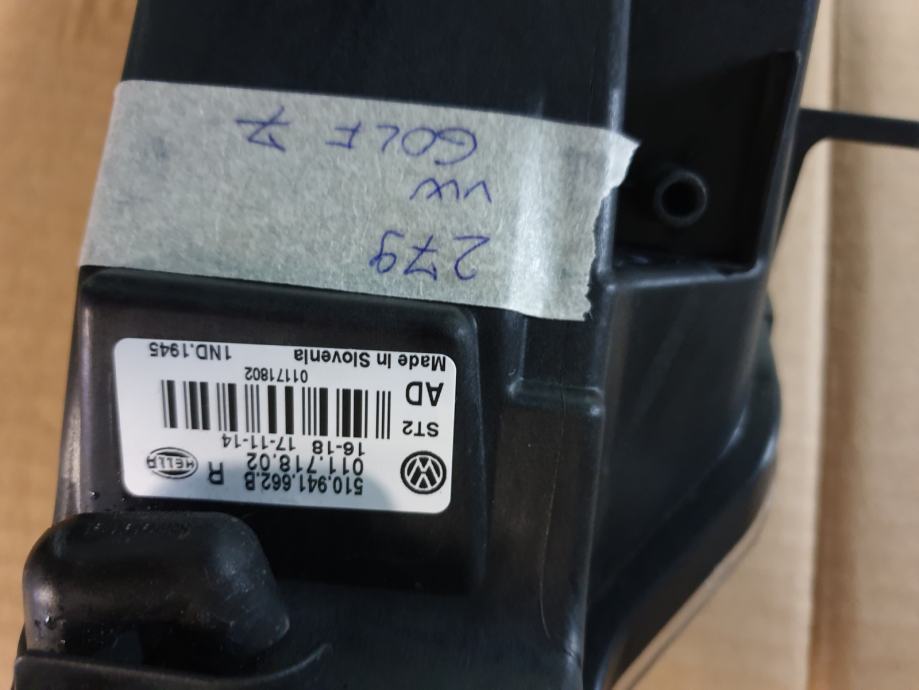 279
VW
GOLF 7
510.941.662.B
011.718.02 R
HELLA
16-18 17-11-14
ST2
AD
01171802
Made in Slovenia 1ND.1945